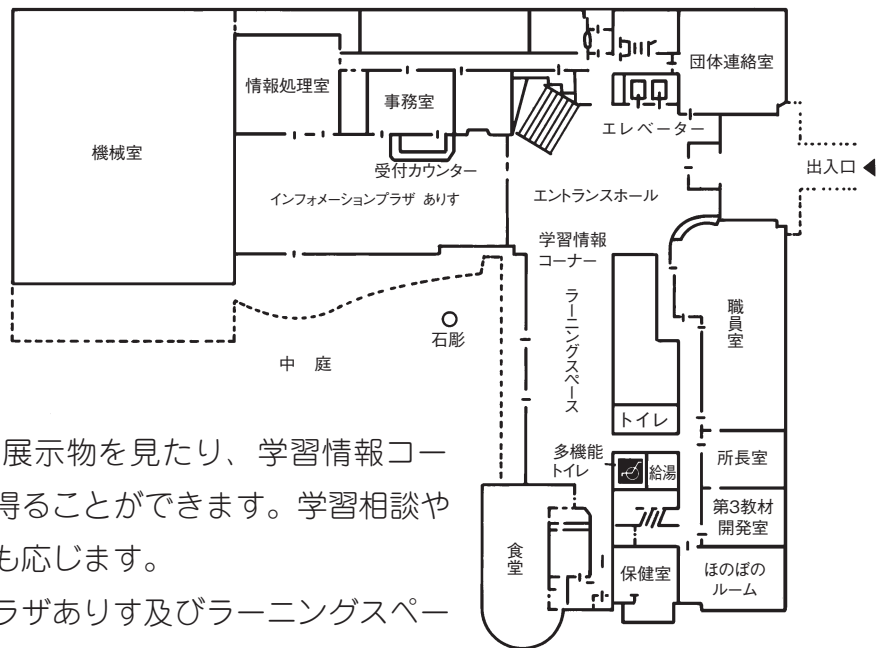 団体連絡室
情報処理室
事務室
エレベーター
機械室
出入口
受付カウンター
インフォメーションプラザ ありす
エントランスホール
学習情報
コーナー
ラーニングスペース
職員室
石彫
中庭
トイレ
多機能
トイレ
給湯
所長室
第3教材
開発室
食堂
保健室
ほのぼの
ルーム
展示物を見たり、学習情報コー
得ることができます。学習相談や
も応じます。
ラザありす及びラーニングスペー